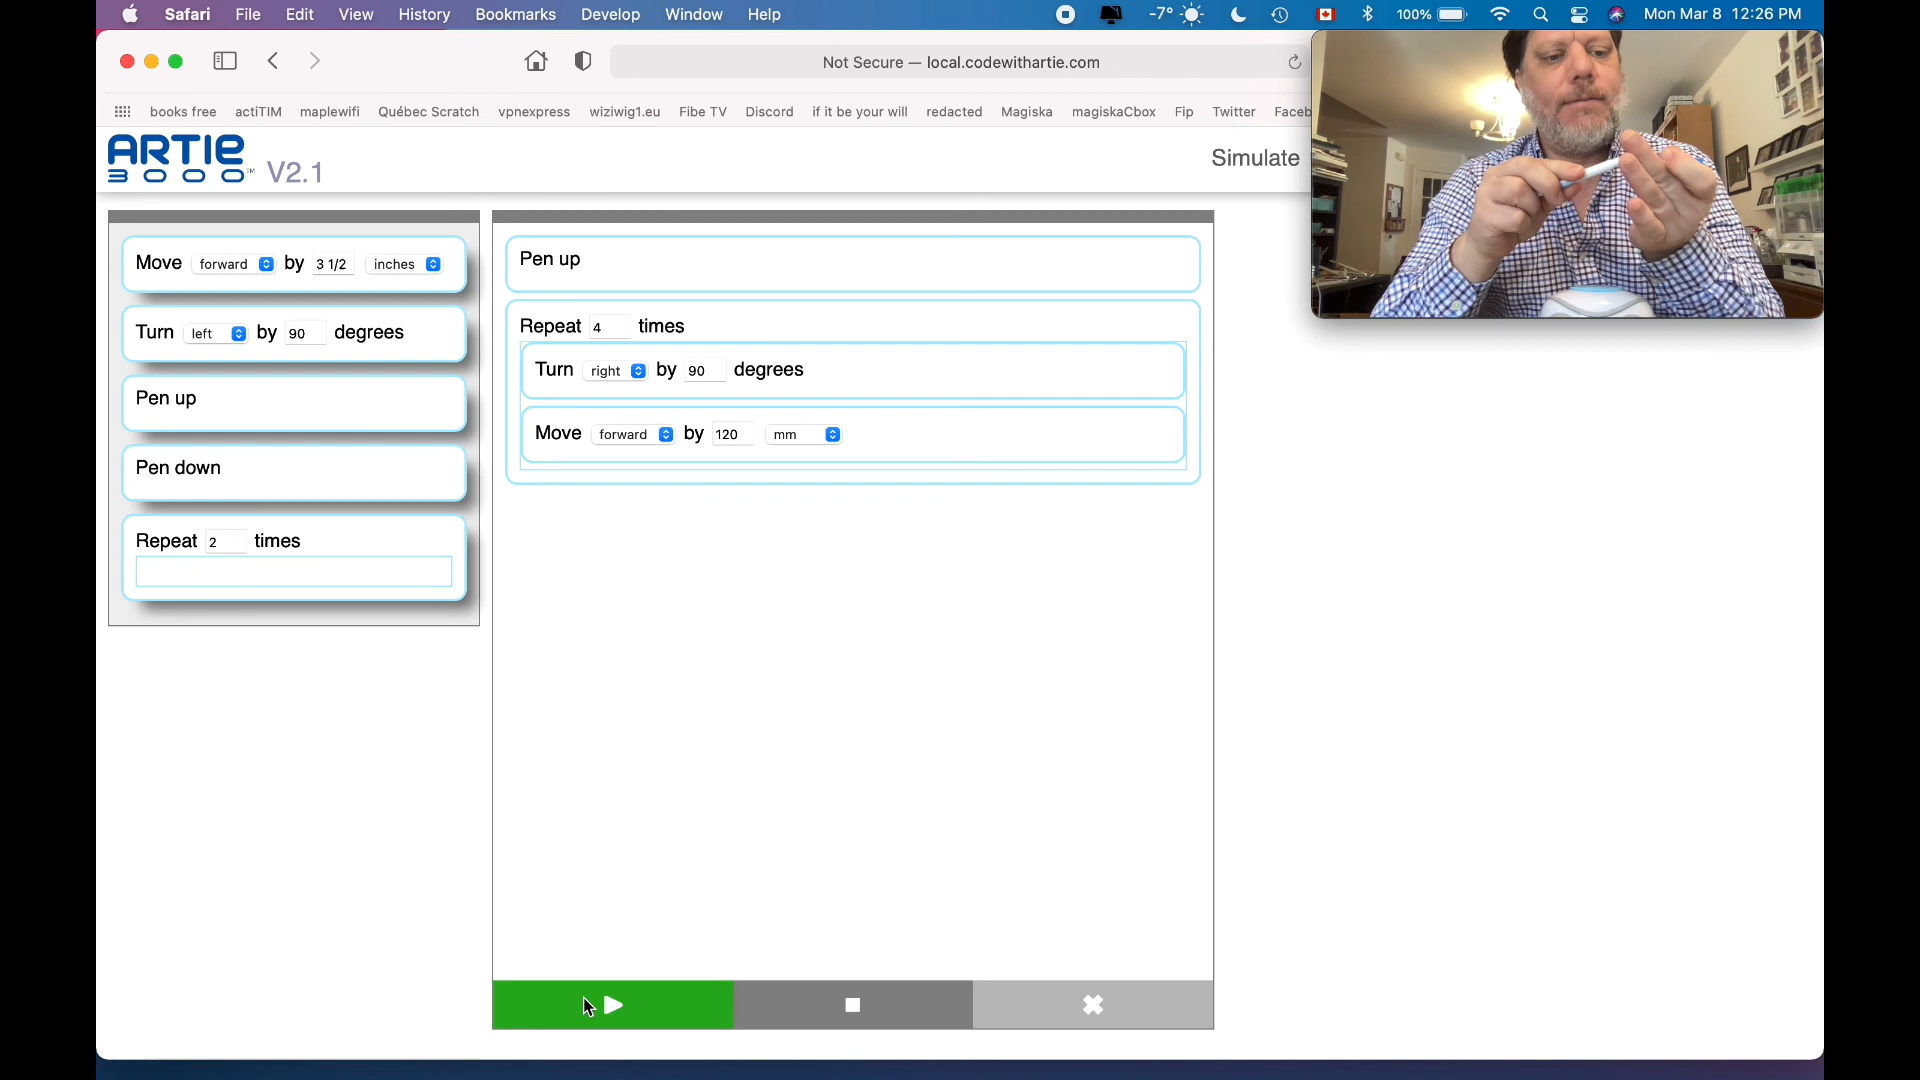 Safari File Edit View History Bookmarks Develop Window Help -7° 100% Mon Mar 8 12:26 PM
Not Secure — local.codewithartie.com
books free actiTIM maplewifi Québec Scratch vpnexpress wiziwig1.eu Fibe TV Discord if it be your will redacted Magiska magiskaCbox Fip Twitter Faceb
ARTIE
3000™ V2.1
Simulate
Move forward by 3 1/2 inches
Turn left by 90 degrees
Pen up
Pen down
Repeat 2 times
Pen up
Repeat 4 times
Turn right by 90 degrees
Move forward by 120 mm